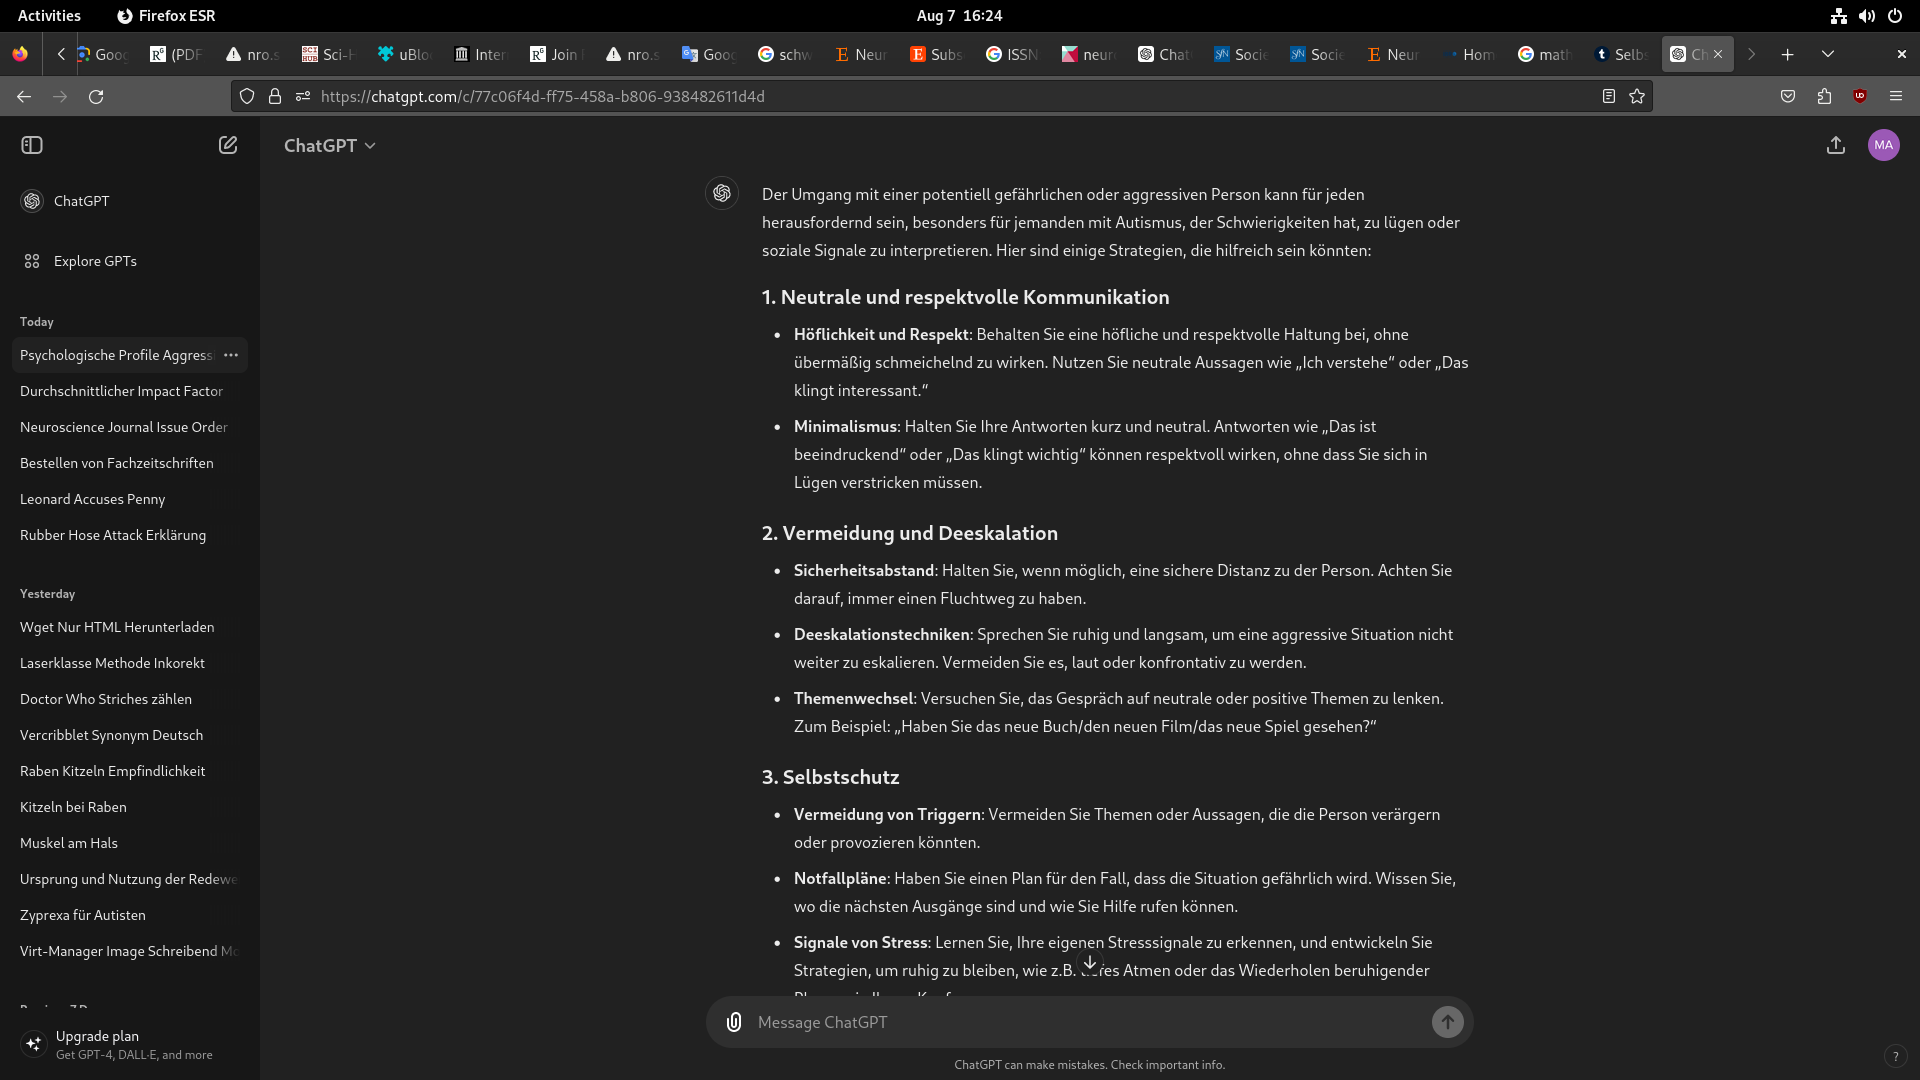 Activities Firefox ESR Aug 7 16:24
Goog (PDF nro.s Sci-H uBlo Inter Join nro.s Goog schw Neur Subs ISSN neur Chat Socie Socie Neur Hom math Selbs Ch
https://chatgpt.com/c/77c06f4d-ff75-458a-b806-938482611d4d
ChatGPT
MA
ChatGPT
Explore GPTs
Today
Psychologische Profile Aggress
Durchschnittlicher Impact Factor
Neuroscience Journal Issue Order
Bestellen von Fachzeitschriften
Leonard Accuses Penny
Rubber Hose Attack Erklärung
Yesterday
Wget Nur HTML Herunterladen
Laserklasse Methode Inkorekt
Doctor Who Striches zählen
Vercribblet Synonym Deutsch
Raben Kitzeln Empfindlichkeit
Kitzeln bei Raben
Muskel am Hals
Ursprung und Nutzung der Redewe
Zyprexa für Autisten
Virt-Manager Image Schreibend Mo
Upgrade plan
Get GPT-4, DALL·E, and more
Der Umgang mit einer potentiell gefährlichen oder aggressiven Person kann für jeden
herausfordernd sein, besonders für jemanden mit Autismus, der Schwierigkeiten hat, zu lügen oder
soziale Signale zu interpretieren. Hier sind einige Strategien, die hilfreich sein könnten:
1. Neutrale und respektvolle Kommunikation
• Höflichkeit und Respekt: Behalten Sie eine höfliche und respektvolle Haltung bei, ohne
übermäßig schmeichelnd zu wirken. Nutzen Sie neutrale Aussagen wie „Ich verstehe“ oder „Das
klingt interessant.“
• Minimalismus: Halten Sie Ihre Antworten kurz und neutral. Antworten wie „Das ist
beeindruckend“ oder „Das klingt wichtig“ können respektvoll wirken, ohne dass Sie sich in
Lügen verstricken müssen.
2. Vermeidung und Deeskalation
• Sicherheitsabstand: Halten Sie, wenn möglich, eine sichere Distanz zu der Person. Achten Sie
darauf, immer einen Fluchtweg zu haben.
• Deeskalationstechniken: Sprechen Sie ruhig und langsam, um eine aggressive Situation nicht
weiter zu eskalieren. Vermeiden Sie es, laut oder konfrontativ zu werden.
• Themenwechsel: Versuchen Sie, das Gespräch auf neutrale oder positive Themen zu lenken.
Zum Beispiel: „Haben Sie das neue Buch/den neuen Film/das neue Spiel gesehen?“
3. Selbstschutz
• Vermeidung von Triggern: Vermeiden Sie Themen oder Aussagen, die die Person verärgern
oder provozieren könnten.
• Notfallpläne: Haben Sie einen Plan für den Fall, dass die Situation gefährlich wird. Wissen Sie,
wo die nächsten Ausgänge sind und wie Sie Hilfe rufen können.
• Signale von Stress: Lernen Sie, Ihre eigenen Stresssignale zu erkennen, und entwickeln Sie
Strategien, um ruhig zu bleiben, wie z.B. Atmen oder das Wiederholen beruhigender
Message ChatGPT
ChatGPT can make mistakes. Check important info.
?